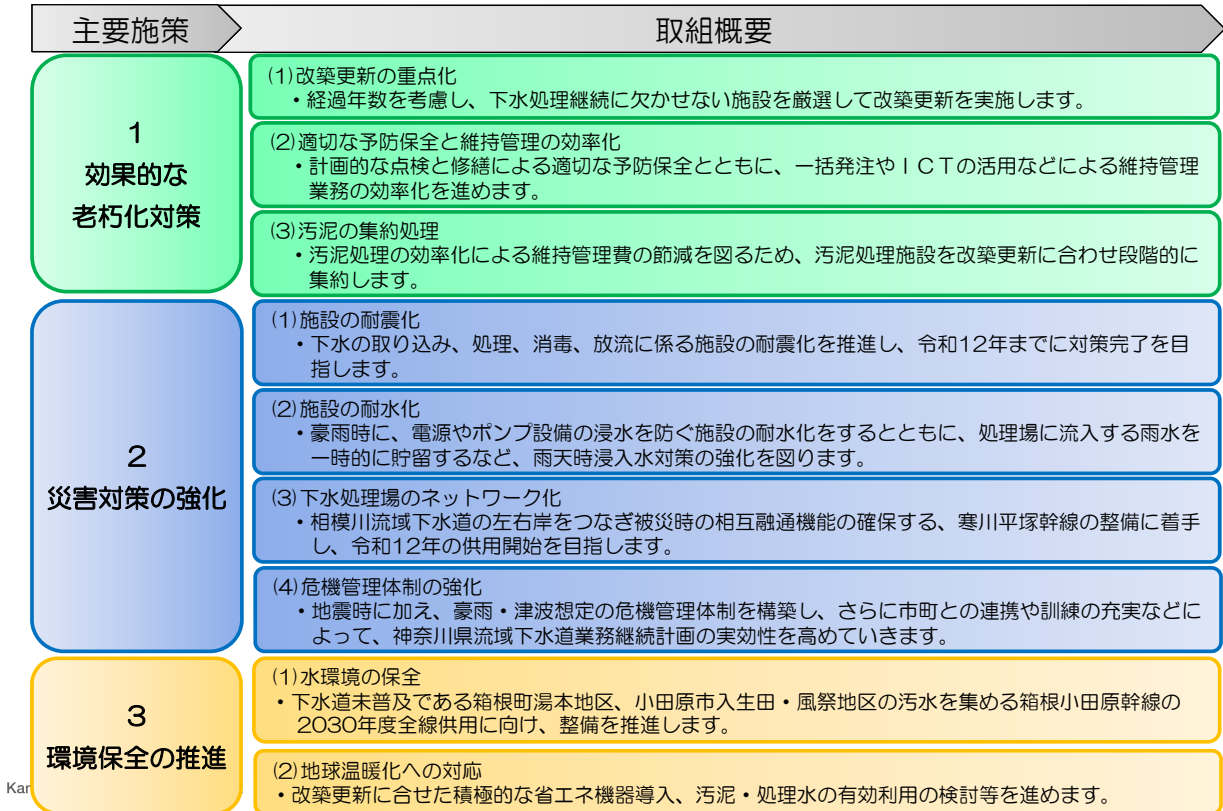 主要施策
取組概要
1
効果的な
老朽化対策
(1)改築更新の重点化
・経過年数を考慮し、下水処理継続に欠かせない施設を厳選して改築更新を実施します。
(2)適切な予防保全と維持管理の効率化
・計画的な点検と修繕による適切な予防保全とともに、一括発注やＩＣＴの活用などによる維持管理
業務の効率化を進めます。
(3)汚泥の集約処理
・汚泥処理の効率化による維持管理費の節減を図るため、汚泥処理施設を改築更新に合わせ段階的に
集約します。
2
災害対策の強化
(1)施設の耐震化
・下水の取り込み、処理、消毒、放流に係る施設の耐震化を推進し、令和12年までに対策完了を目
指します。
(2)施設の耐水化
・豪雨時に、電源やポンプ設備の浸水を防ぐ施設の耐水化をするとともに、処理場に流入する雨水を
一時的に貯留するなど、雨天時浸入水対策の強化を図ります。
(3)下水処理場のネットワーク化
・相模川流域下水道の左右岸をつなぎ被災時の相互融通機能の確保する、寒川平塚幹線の整備に着手
し、令和12年の供用開始を目指します。
(4)危機管理体制の強化
・地震時に加え、豪雨・津波想定の危機管理体制を構築し、さらに市町との連携や訓練の充実などに
よって、神奈川県流域下水道業務継続計画の実効性を高めていきます。
3
環境保全の推進
(1)水環境の保全
・下水道未普及である箱根町湯本地区、小田原市入生田・風祭地区の汚水を集める箱根小田原幹線の
2030年度全線供用に向け、整備を推進します。
(2)地球温暖化への対応
・改築更新に合せた積極的な省エネ機器導入、汚泥・処理水の有効利用の検討等を進めます。
Kar